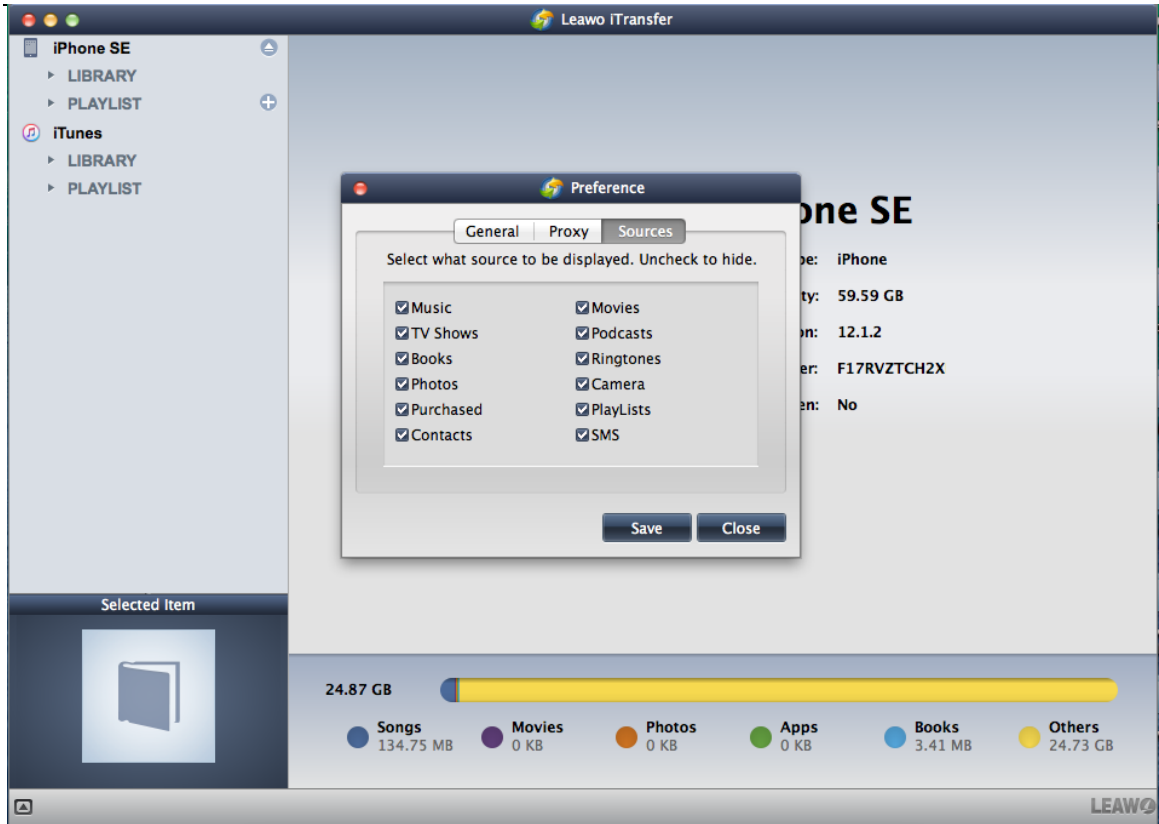 Leawo iTransfer
iPhone SE
LIBRARY
PLAYLIST
iTunes
LIBRARY
PLAYLIST
Preference
General Proxy Sources
Select what source to be displayed. Uncheck to hide.
Music Movies
TV Shows Podcasts
Books Ringtones
Photos Camera
Purchased PlayLists
Contacts SMS
Save Close
one SE
pe: iPhone
ty: 59.59 GB
on: 12.1.2
er: F17RVZTCH2X
en: No
Selected Item
24.87 GB
Songs Movies Photos Apps Books Others
134.75 MB 0 KB 0 KB 0 KB 3.41 MB 24.73 GB
LEAWO